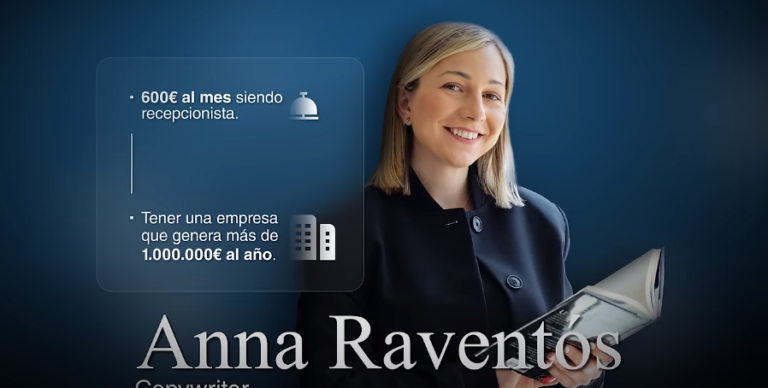 · 600€ al mes siendo
recepcionista.
· Tener una empresa
que genera más de
1.000.000€ al año.
Anna Raventos
Copywriter